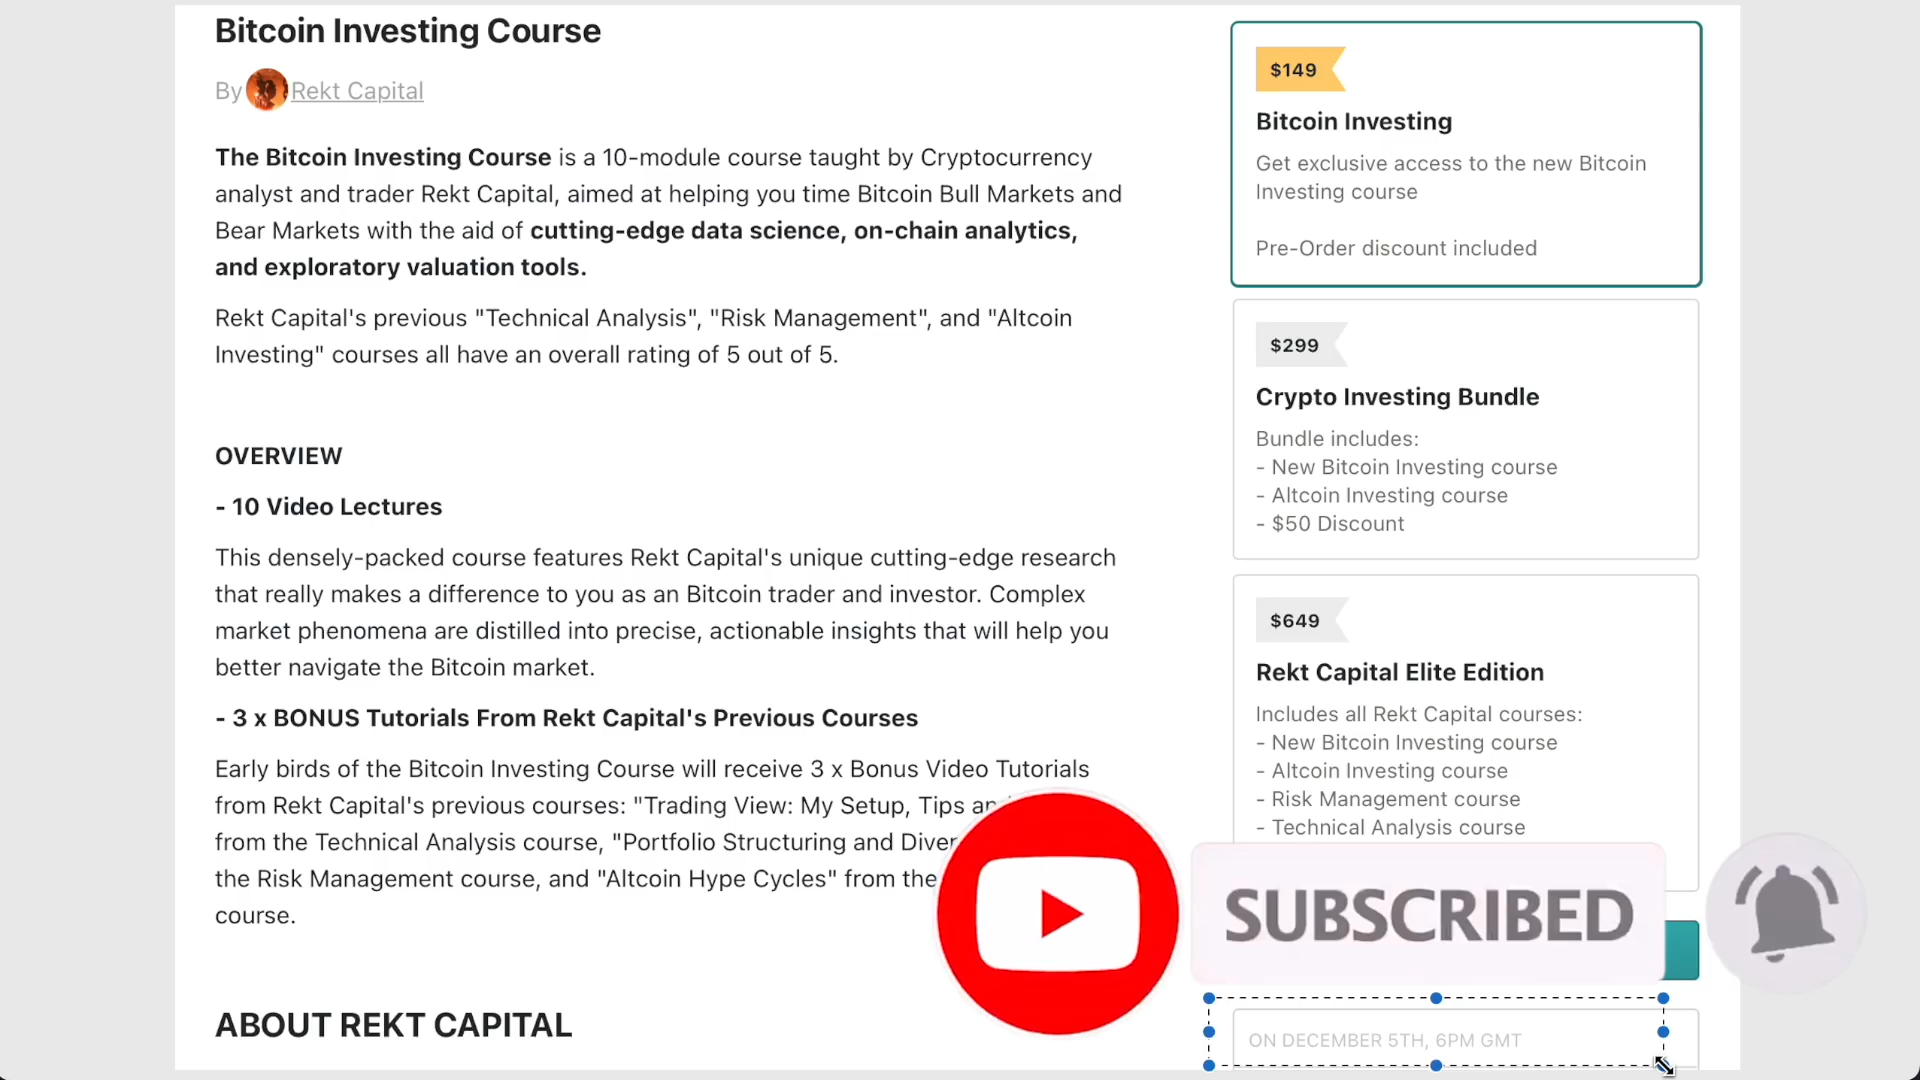 Bitcoin Investing Course
By Rekt Capital
The Bitcoin Investing Course is a 10-module course taught by Cryptocurrency
analyst and trader Rekt Capital, aimed at helping you time Bitcoin Bull Markets and
Bear Markets with the aid of cutting-edge data science, on-chain analytics,
and exploratory valuation tools.
Rekt Capital's previous "Technical Analysis", "Risk Management", and "Altcoin
Investing" courses all have an overall rating of 5 out of 5.
OVERVIEW
- 10 Video Lectures
This densely-packed course features Rekt Capital's unique cutting-edge research
that really makes a difference to you as an Bitcoin trader and investor. Complex
market phenomena are distilled into precise, actionable insights that will help you
better navigate the Bitcoin market.
- 3 x BONUS Tutorials From Rekt Capital's Previous Courses
Early birds of the Bitcoin Investing Course will receive 3 x Bonus Video Tutorials
from Rekt Capital's previous courses: "Trading View: My Setup, Tips
from the Technical Analysis course, "Portfolio Structuring and
the Risk Management course, and "Altcoin Hype Cycles" from the
course.
ABOUT REKT CAPITAL
$149
Bitcoin Investing
Get exclusive access to the new Bitcoin
Investing course
Pre-Order discount included
$299
Crypto Investing Bundle
Bundle includes:
- New Bitcoin Investing course
- Altcoin Investing course
- $50 Discount
$649
Rekt Capital Elite Edition
Includes all Rekt Capital courses:
- New Bitcoin Investing course
- Altcoin Investing course
- Risk Management course
- Technical Analysis course
SUBSCRIBED
ON DECEMBER 5TH, 6PM GMT